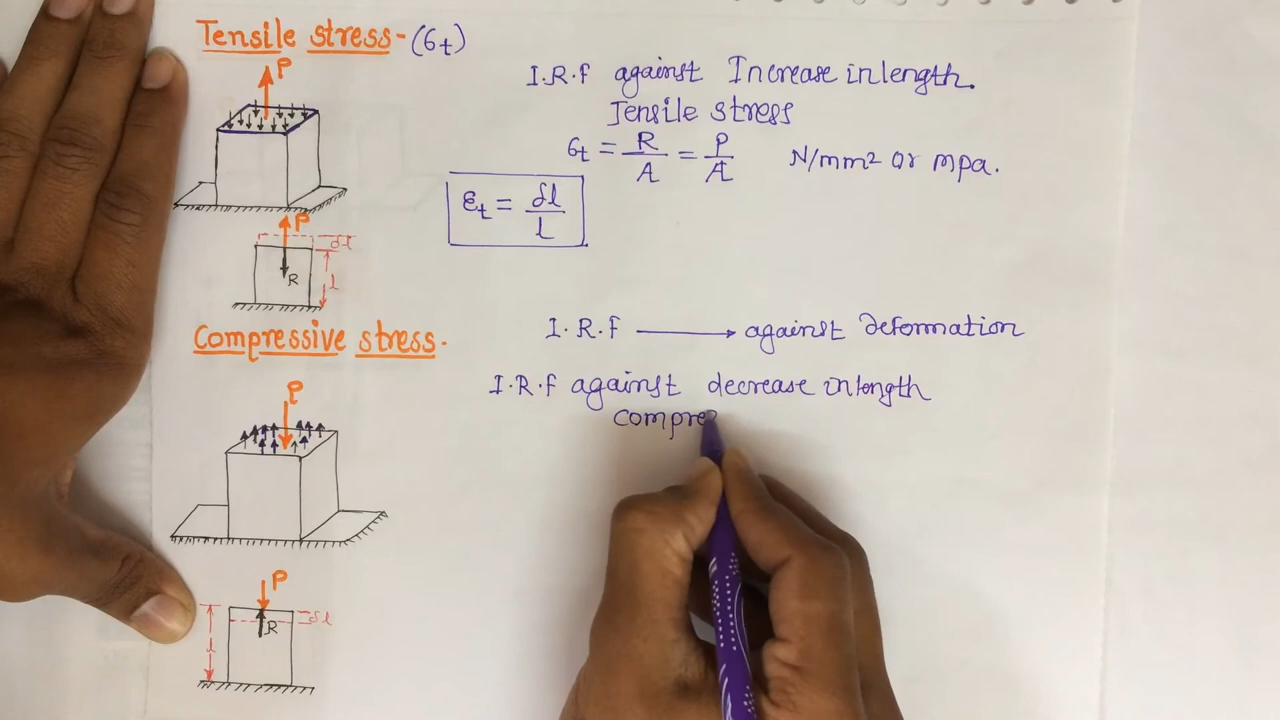 Tensile stress-(σt)
P
I.R.f against Increase in length.
Tensile stress
σt = R/A = P/A N/mm² or mpa.
εt = δl/l
P
δl
R
l
I.R.f → against Deformation
Compressive stress.
I.R.f against decrease in length
compre
P
P
δl
R
l